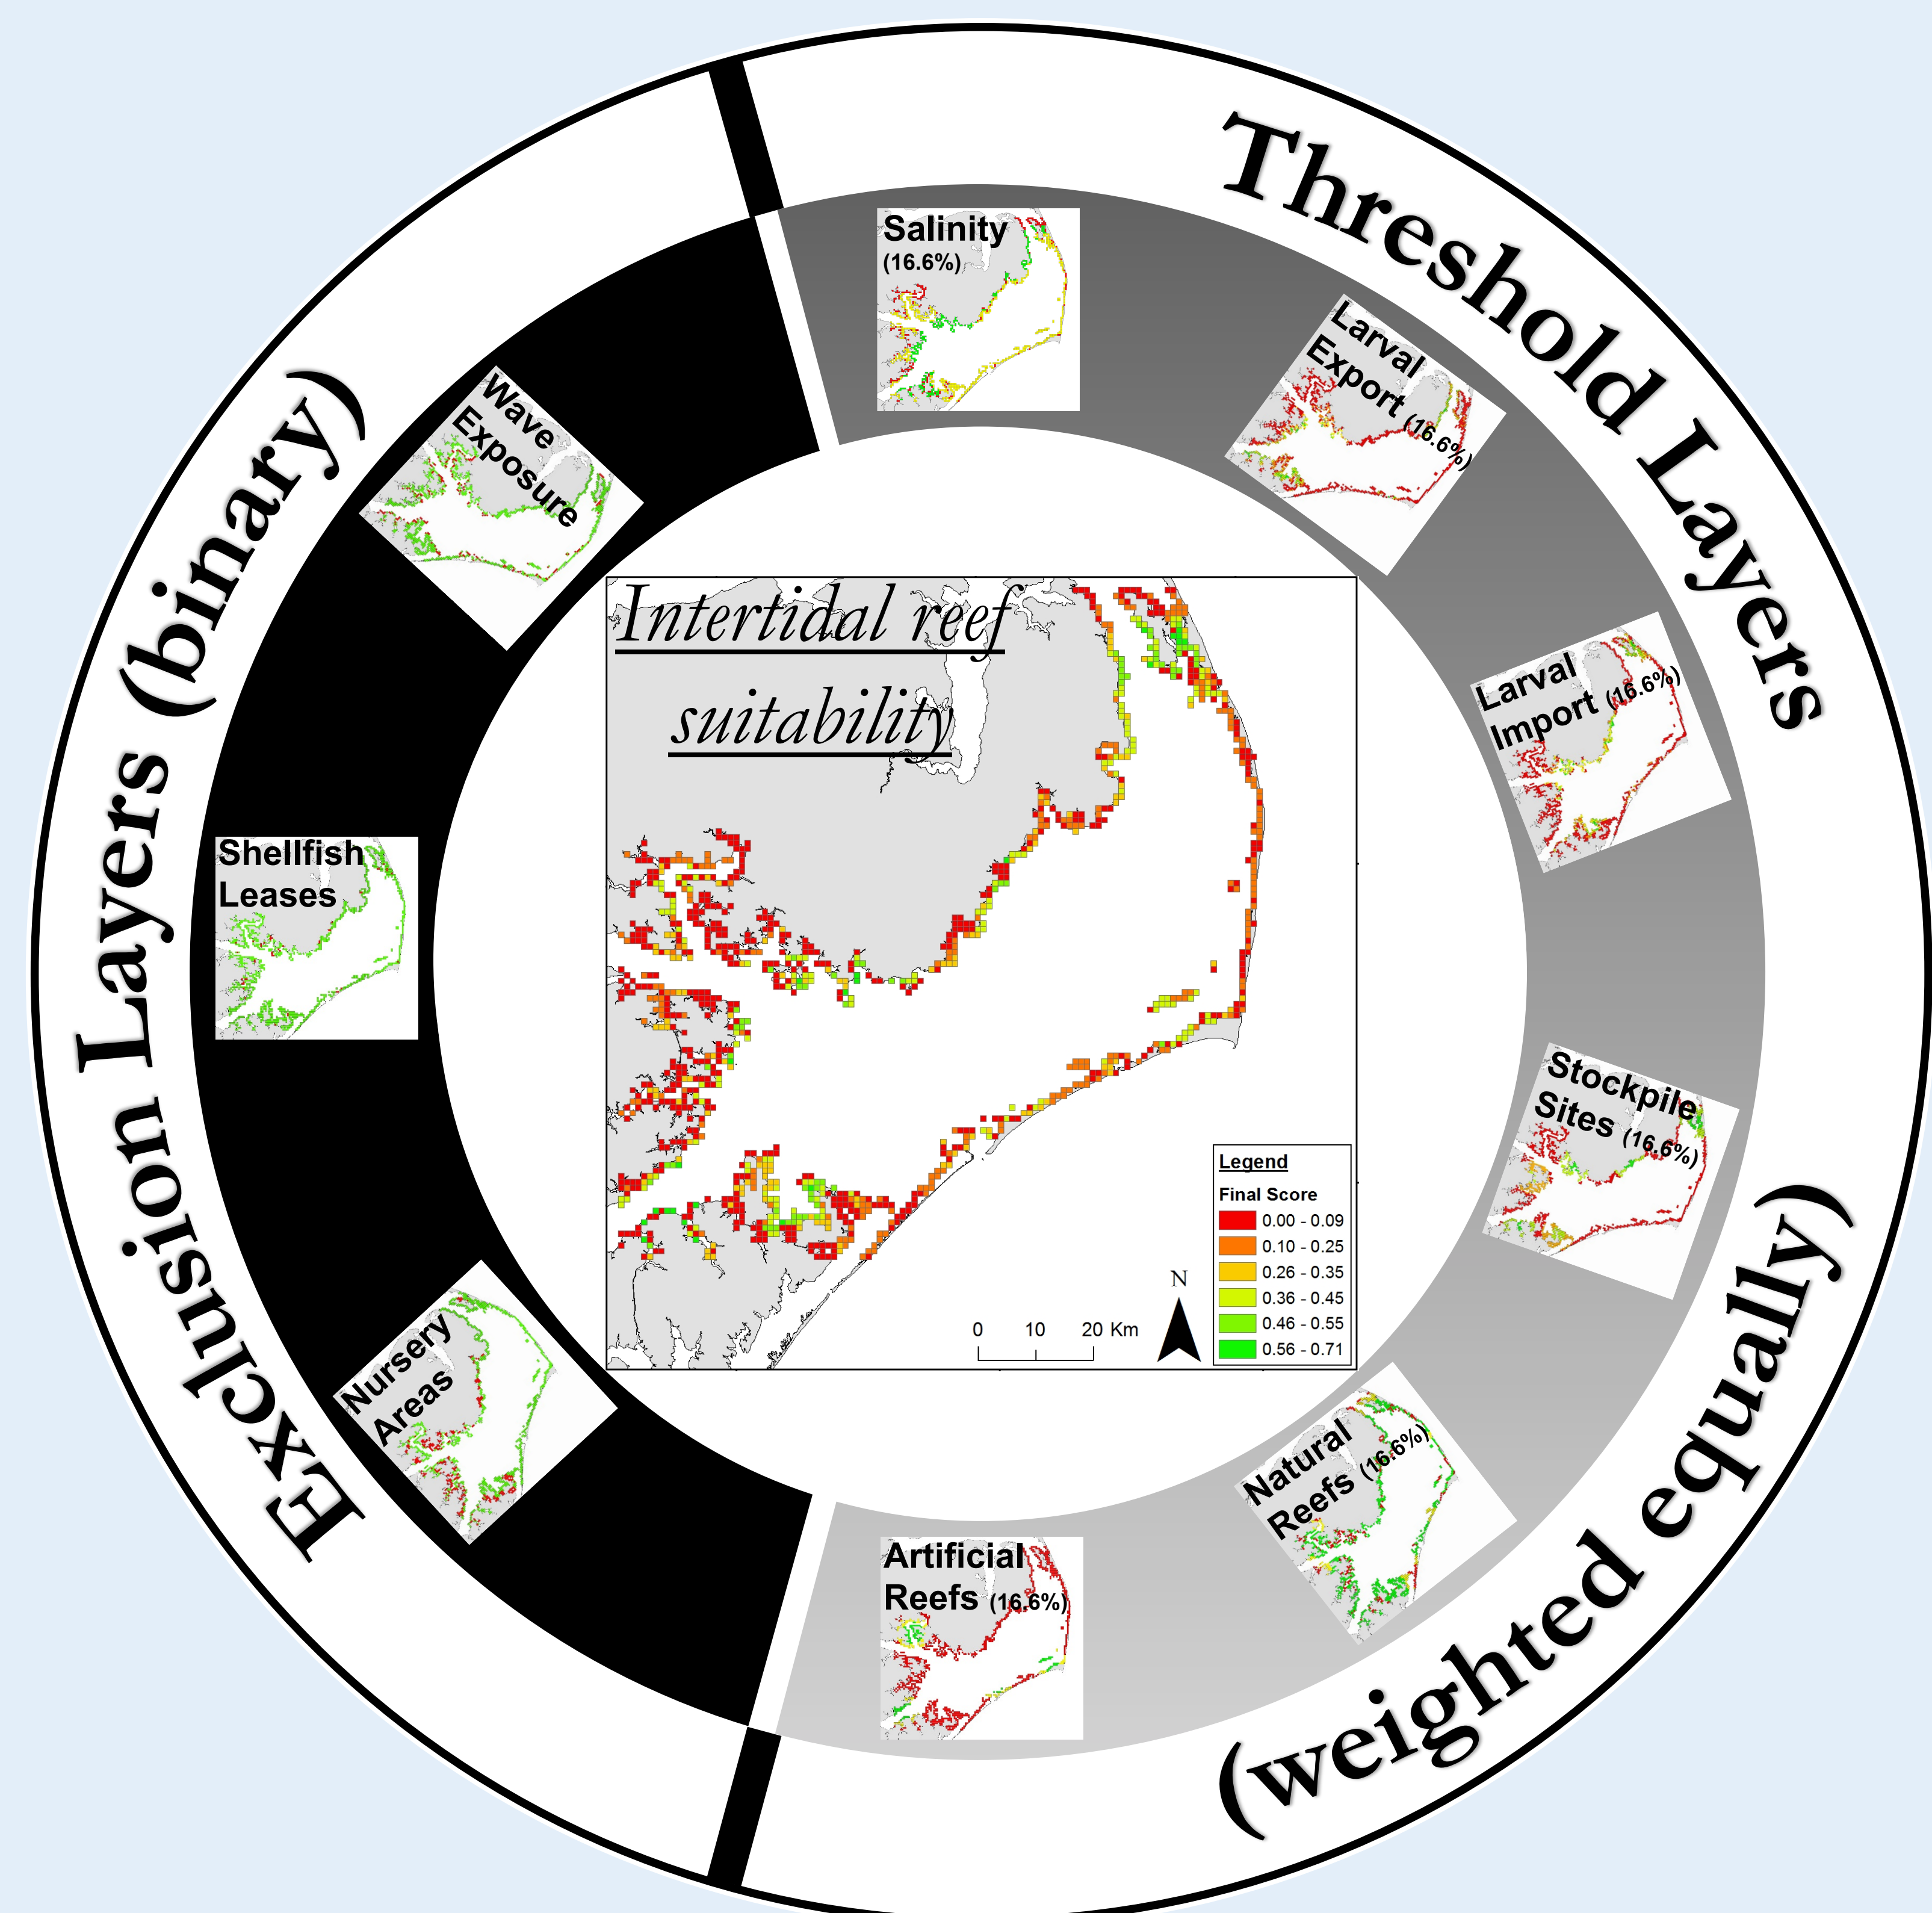 Exclusion Layers (binary)
Threshold Layers
(weighted equally)
Wave
Exposure
Shellfish
Leases
Nursery
Areas
Salinity
(16.6%)
Larval
Export (16.6%)
Larval
Import (16.6%)
Stockpile
Sites (16.6%)
Natural
Reefs (16.6%)
Artificial
Reefs (16.6%)
Intertidal reef
suitability
Legend
Final Score
0.00 - 0.09
0.10 - 0.25
0.26 - 0.35
0.36 - 0.45
0.46 - 0.55
0.56 - 0.71
N
0 10 20 Km